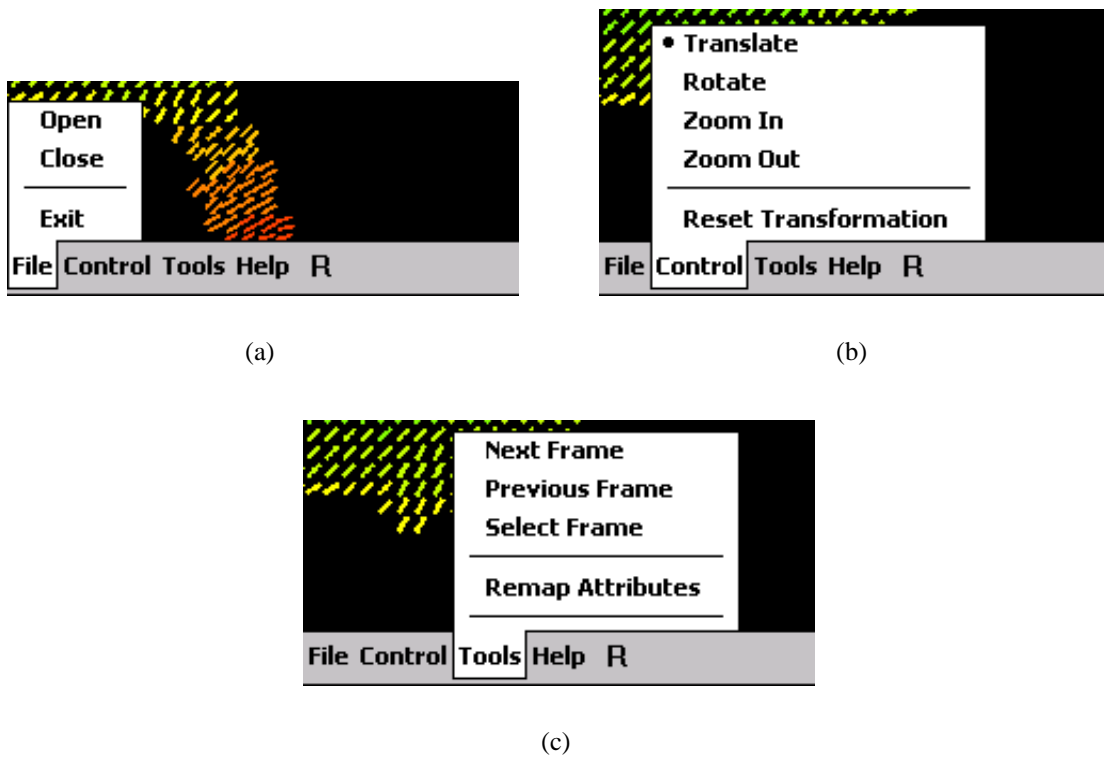 Open
Close
Exit
File Control Tools Help R
(a)
• Translate
Rotate
Zoom In
Zoom Out
Reset Transformation
File Control Tools Help R
(b)
Next Frame
Previous Frame
Select Frame
Remap Attributes
File Control Tools Help R
(c)